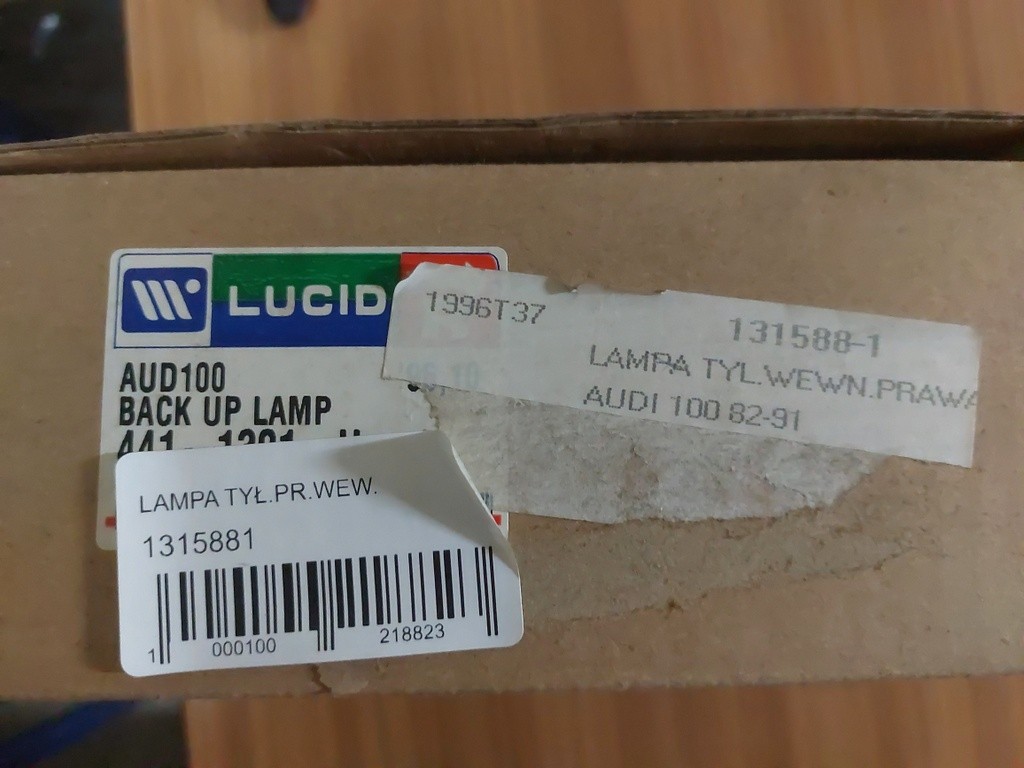 LUCID
AUD100
BACK UP LAMP
1996T37
131588-1
LAMPA TYL.WEWN.PRAWA
AUDI 100 82-91
LAMPA TYŁ.PR.WEW.
1315881
1 000100 218823